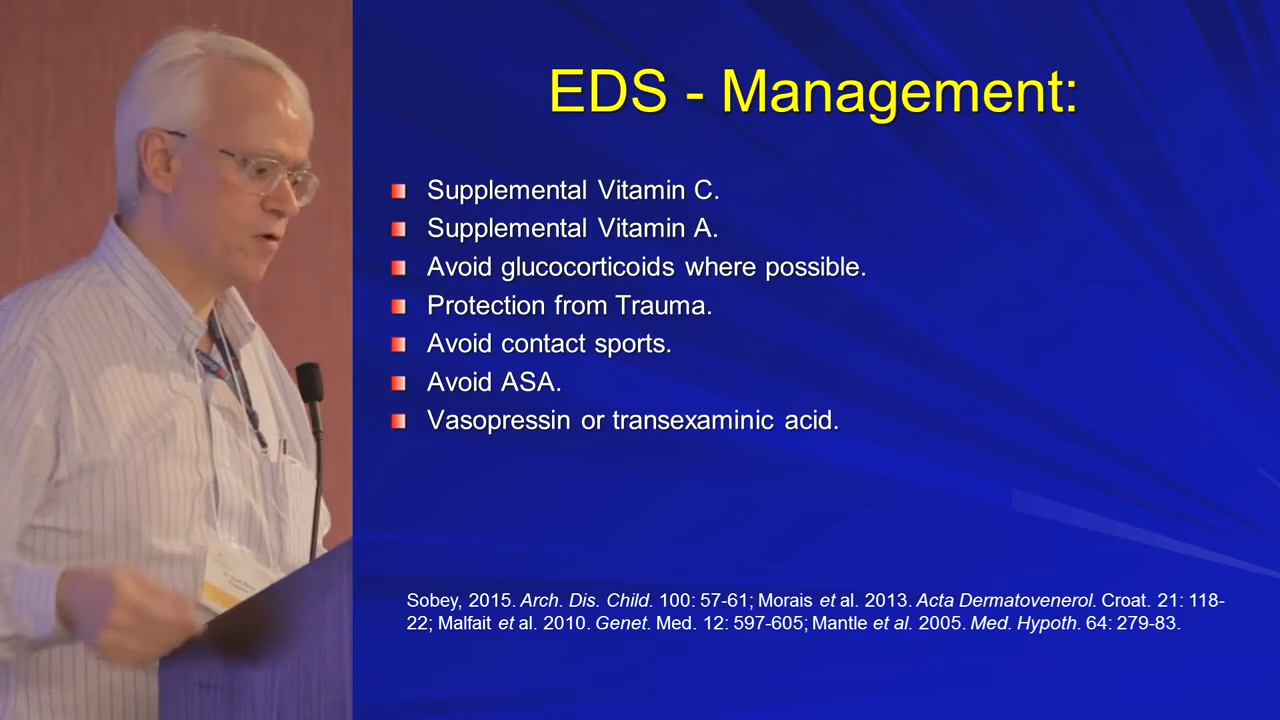 EDS - Management:
Supplemental Vitamin C.
Supplemental Vitamin A.
Avoid glucocorticoids where possible.
Protection from Trauma.
Avoid contact sports.
Avoid ASA.
Vasopressin or transexaminic acid.
Sobey, 2015. Arch. Dis. Child. 100: 57-61; Morais et al. 2013. Acta Dermatovenerol. Croat. 21: 118-
22; Malfait et al. 2010. Genet. Med. 12: 597-605; Mantle et al. 2005. Med. Hypoth. 64: 279-83.